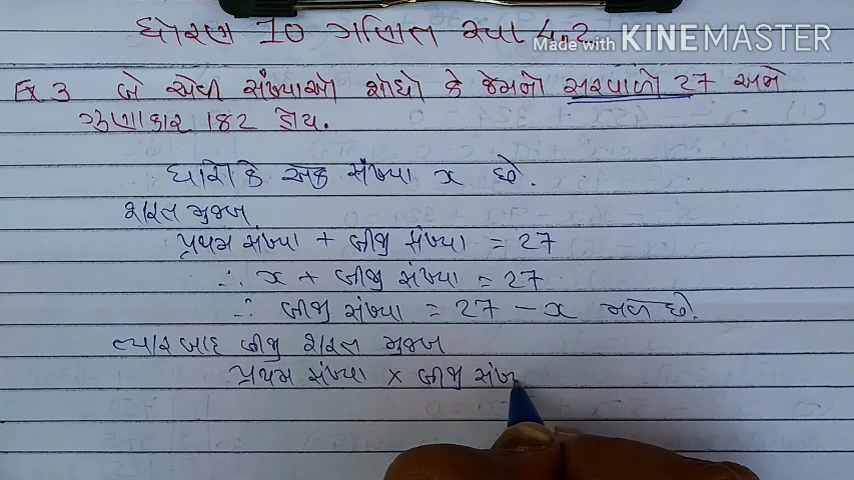 ધોરણ 10 ગણિત સ્વા 4.2
Made with KINEMASTER
Ex 3 બે એવી સંખ્યાઓ શોધો કે જેમનો સરવાળો 27 અને
ગુણાકાર 182 હોય.
ધારો કે એક સંખ્યા x છે.
શરત મુજબ
પ્રથમ સંખ્યા + બીજી સંખ્યા = 27
∴ x + બીજી સંખ્યા = 27
∴ બીજી સંખ્યા = 27 - x મળે છે.
ત્યારબાદ બીજી શરત મુજબ
પ્રથમ સંખ્યા × બીજી સંખ્